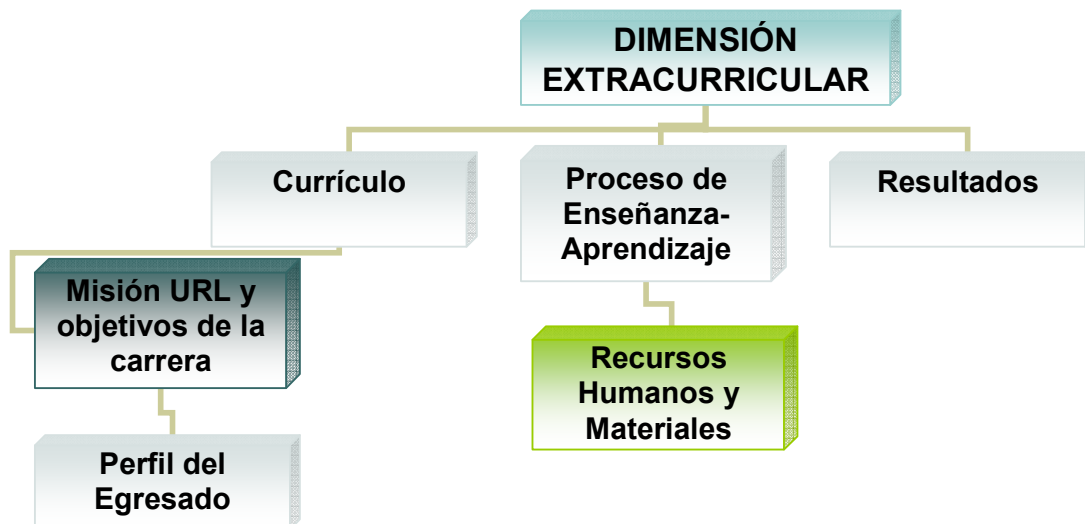 DIMENSIÓN
EXTRACURRICULAR
Currículo
Proceso de
Enseñanza-
Aprendizaje
Resultados
Misión URL y
objetivos de la
carrera
Recursos
Humanos y
Materiales
Perfil del
Egresado